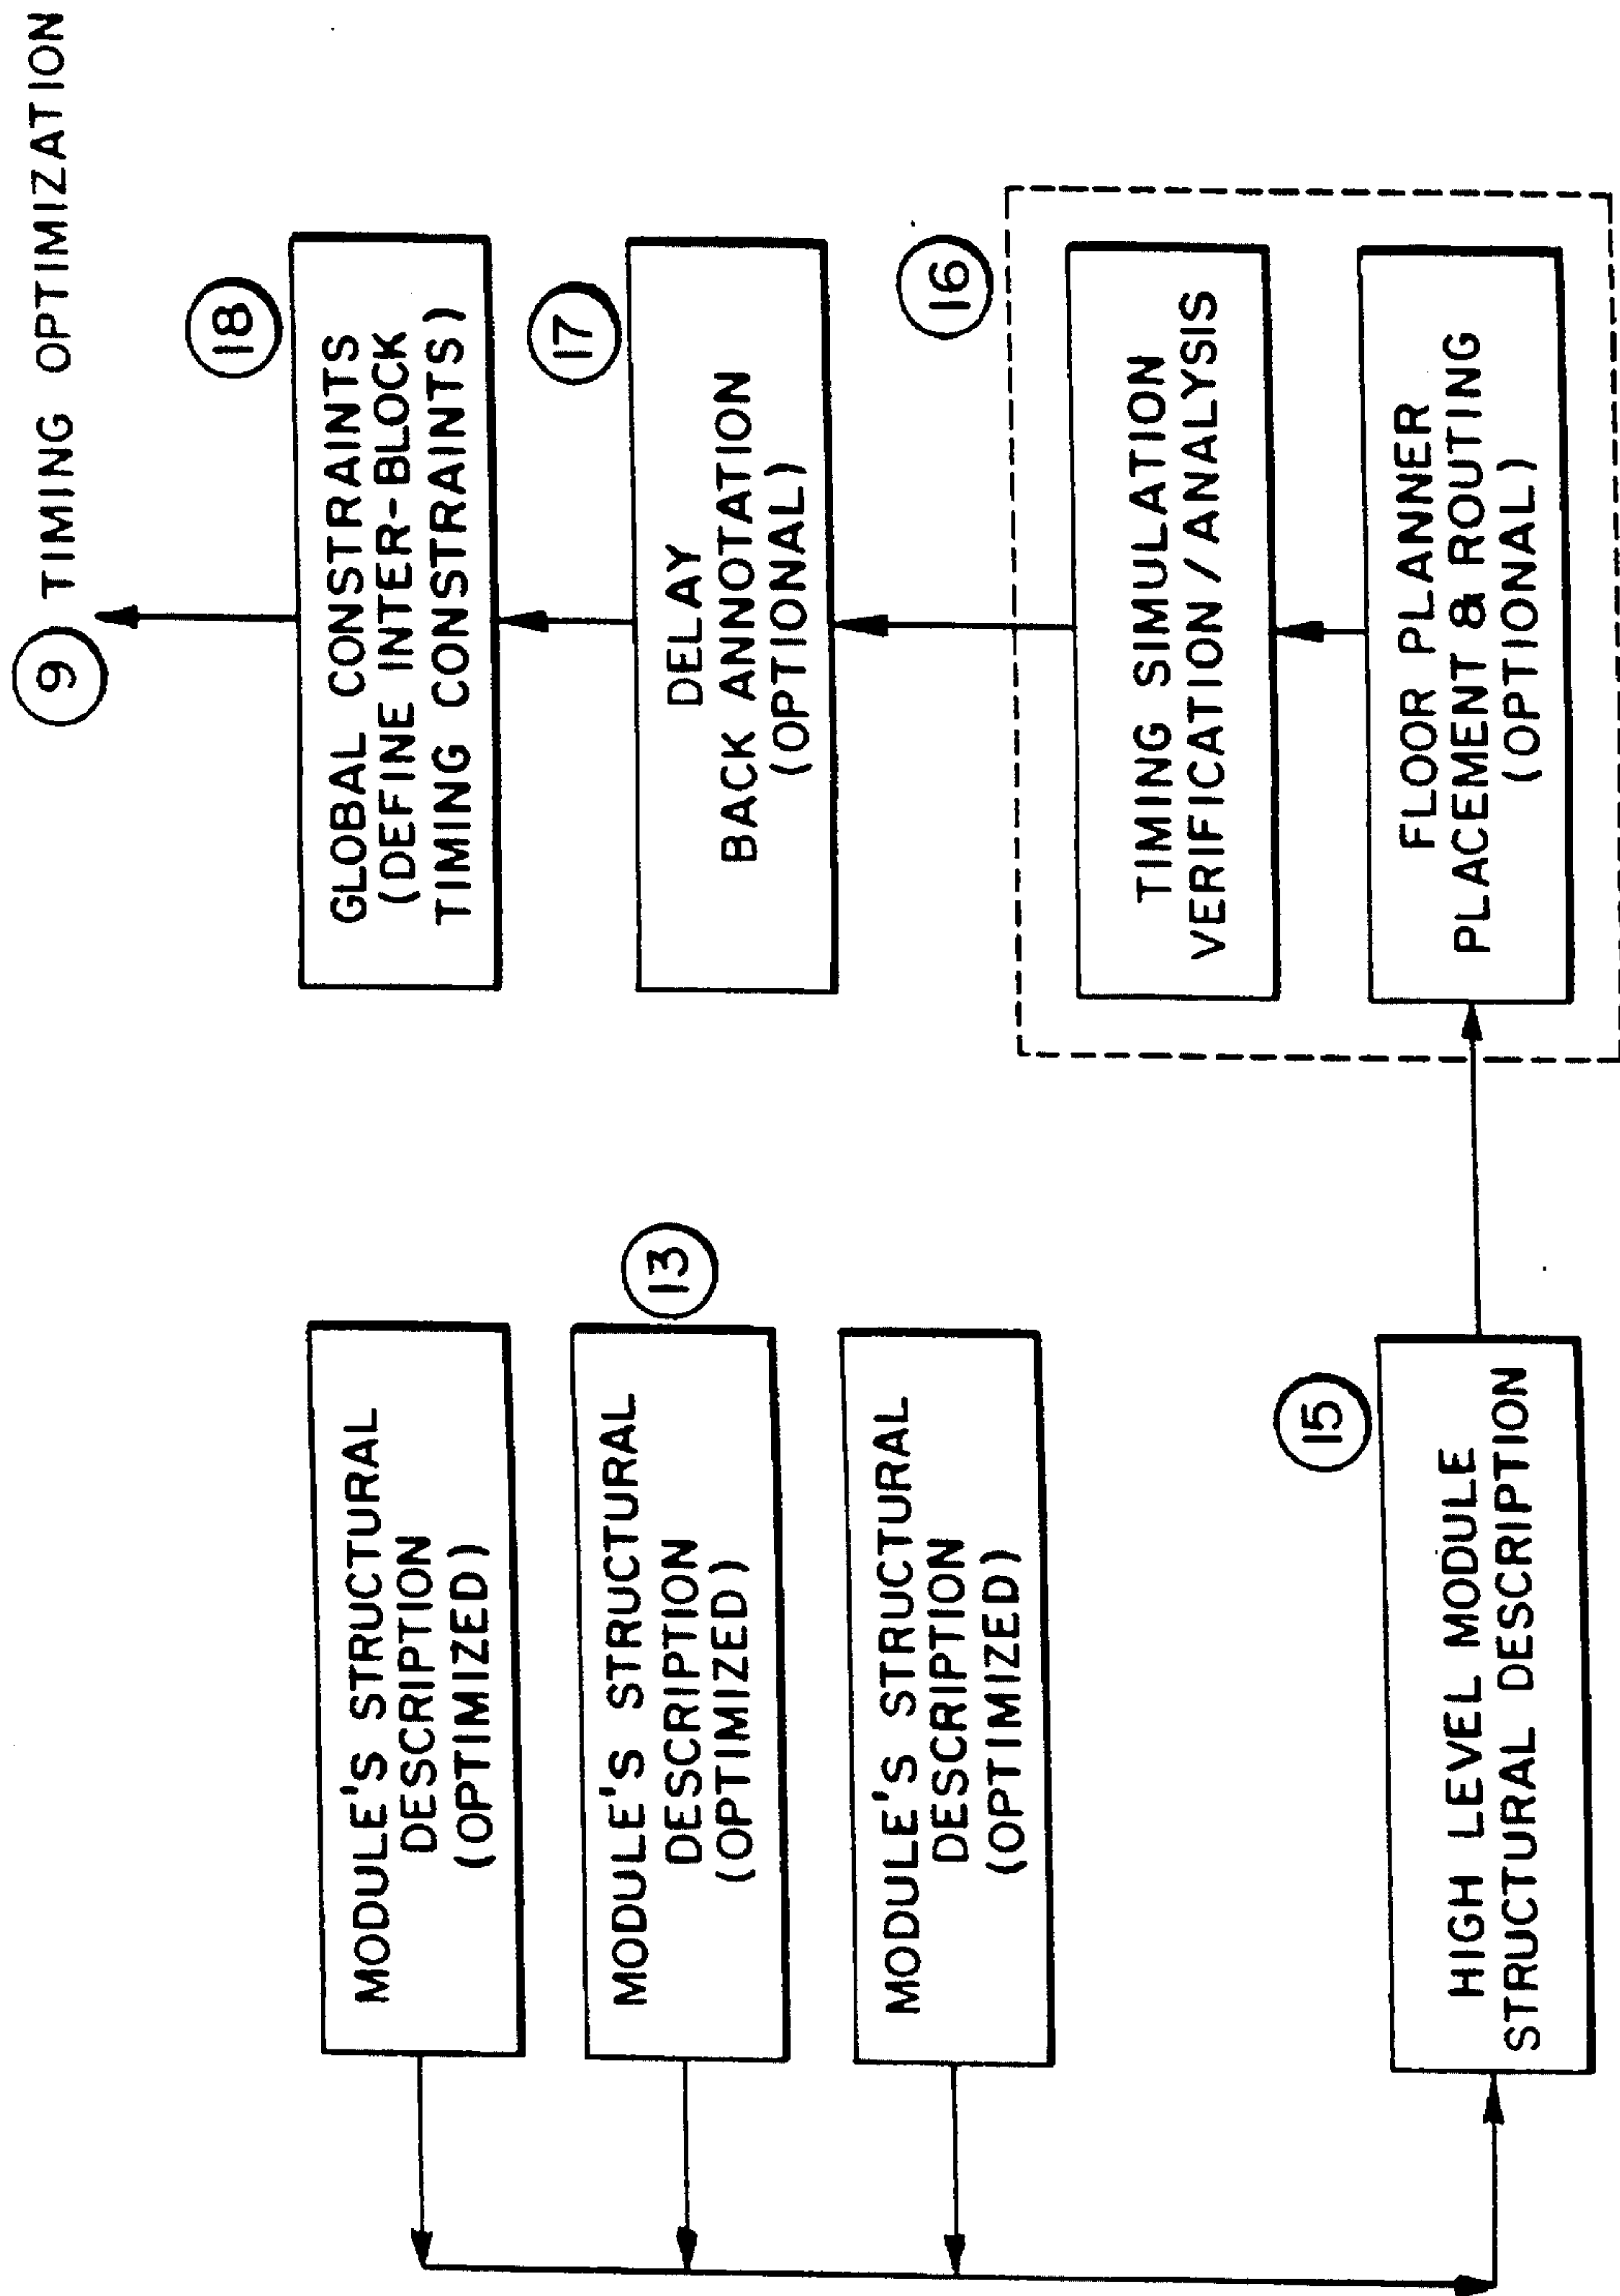 MODULE'S STRUCTURAL
DESCRIPTION
(OPTIMIZED)
13
MODULE'S STRUCTURAL
DESCRIPTION
(OPTIMIZED)
MODULE'S STRUCTURAL
DESCRIPTION
(OPTIMIZED)
15
HIGH LEVEL MODULE
STRUCTURAL DESCRIPTION
9 TIMING OPTIMIZATION
18
GLOBAL CONSTRAINTS
(DEFINE INTER-BLOCK
TIMING CONSTRAINTS)
17
DELAY
BACK ANNOTATION
(OPTIONAL)
16
TIMING SIMULATION
VERIFICATION / ANALYSIS
FLOOR PLANNER
PLACEMENT & ROUTING
(OPTIONAL)